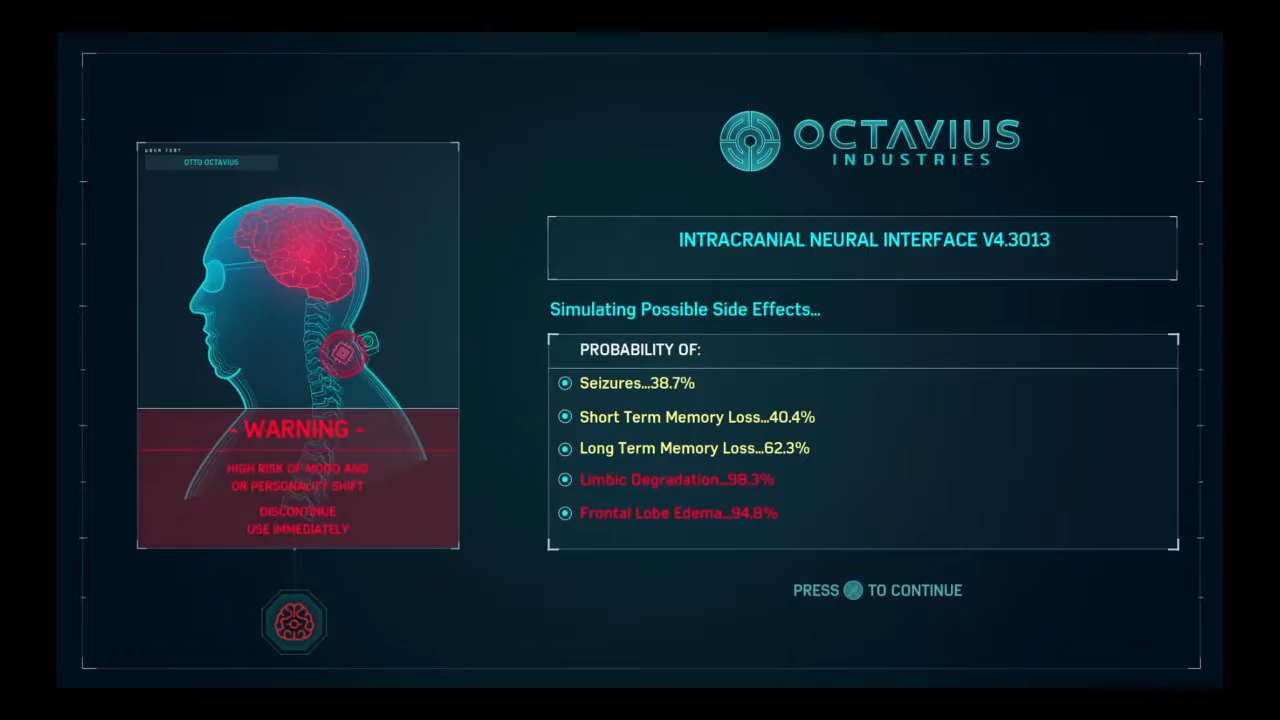 USER TEST
OTTO OCTAVIUS
OCTAVIUS
INDUSTRIES
INTRACRANIAL NEURAL INTERFACE V4.3013
Simulating Possible Side Effects...
PROBABILITY OF:
Seizures...38.7%
Short Term Memory Loss...40.4%
Long Term Memory Loss...62.3%
Limbic Degradation...98.3%
Frontal Lobe Edema...94.8%
- WARNING -
HIGH RISK OF MOOD AND
OR PERSONALITY SHIFT
DISCONTINUE
USE IMMEDIATELY
PRESS TO CONTINUE